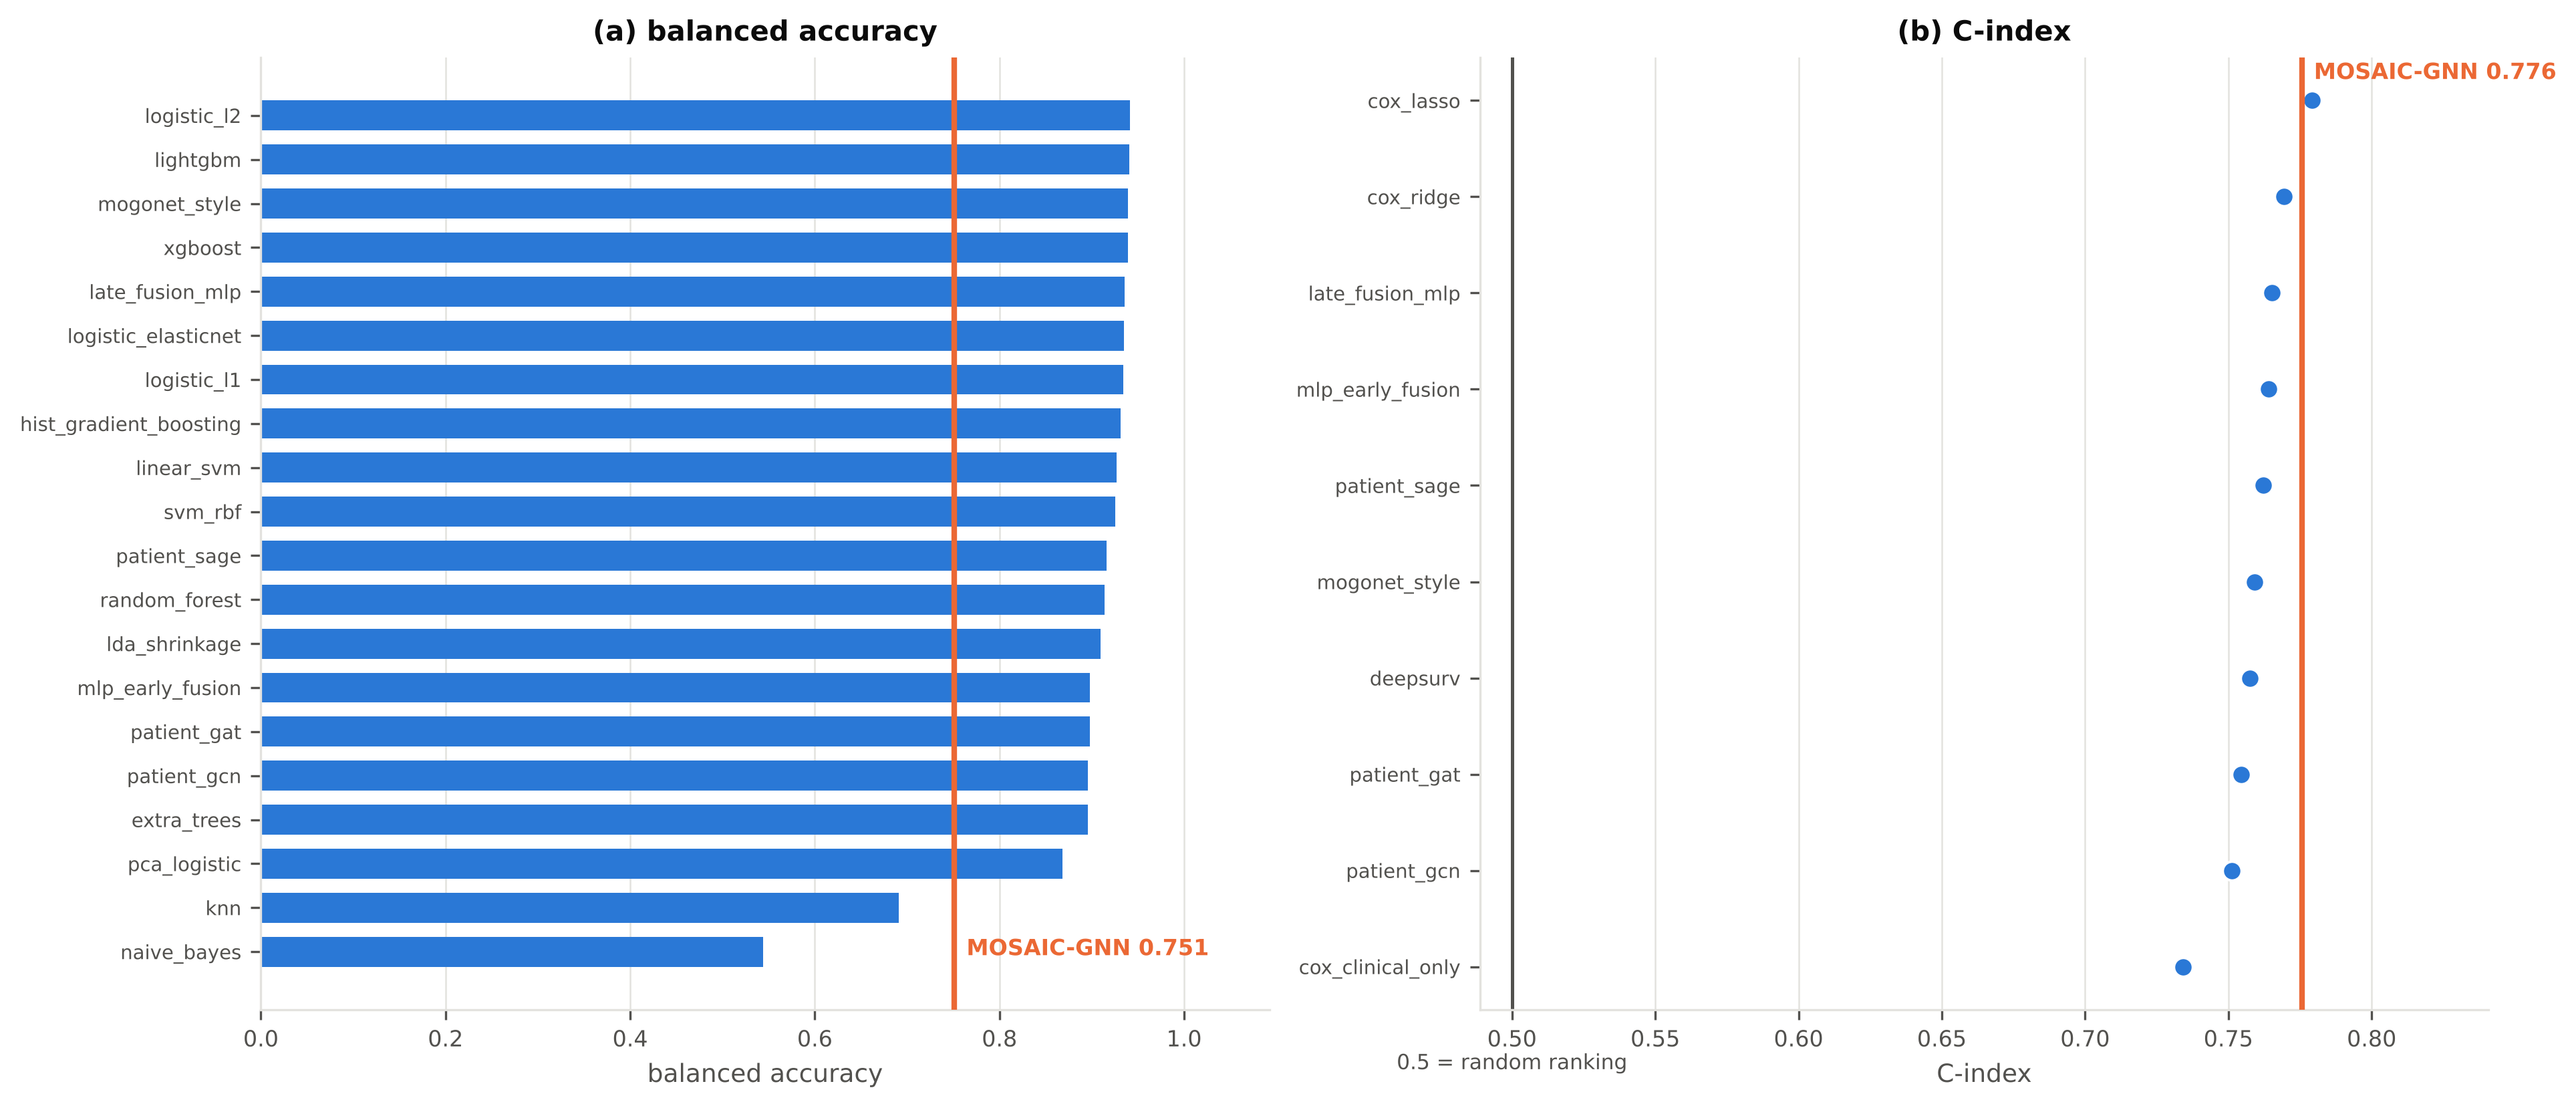 (a) balanced accuracy
logistic_l2
lightgbm
mogonet_style
xgboost
late_fusion_mlp
logistic_elasticnet
logistic_l1
hist_gradient_boosting
linear_svm
svm_rbf
patient_sage
random_forest
lda_shrinkage
mlp_early_fusion
patient_gat
patient_gcn
extra_trees
pca_logistic
knn
naive_bayes
MOSAIC-GNN 0.751
0.0 0.2 0.4 0.6 0.8 1.0
balanced accuracy
(b) C-index
MOSAIC-GNN 0.776
cox_lasso
cox_ridge
late_fusion_mlp
mlp_early_fusion
patient_sage
mogonet_style
deepsurv
patient_gat
patient_gcn
cox_clinical_only
0.50 0.55 0.60 0.65 0.70 0.75 0.80
0.5 = random ranking
C-index